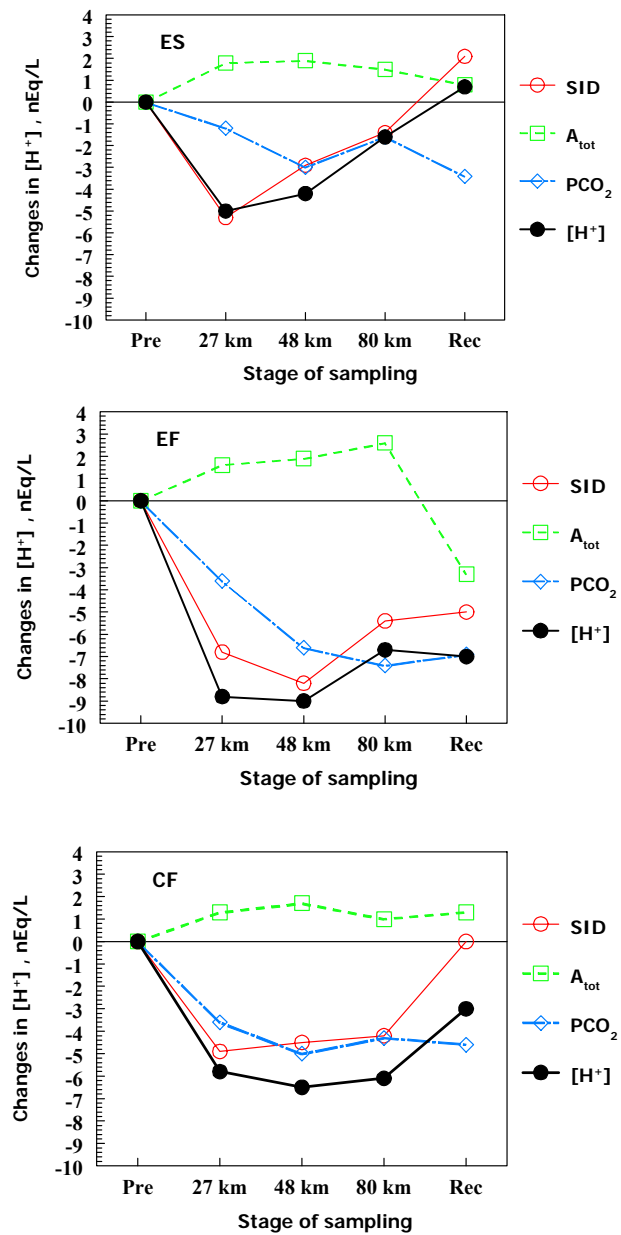 ES
4
3
2
1
0
-1
-2
-3
-4
-5
-6
-7
-8
-9
-10
Changes in [H+] , nEq/L
Pre 27 km 48 km 80 km Rec
Stage of sampling
SID
Atot
PCO2
[H+]
EF
4
3
2
1
0
-1
-2
-3
-4
-5
-6
-7
-8
-9
-10
Changes in [H+] , nEq/L
Pre 27 km 48 km 80 km Rec
Stage of sampling
SID
Atot
PCO2
[H+]
CF
4
3
2
1
0
-1
-2
-3
-4
-5
-6
-7
-8
-9
-10
Changes in [H+] , nEq/L
Pre 27 km 48 km 80 km Rec
Stage of sampling
SID
Atot
PCO2
[H+]